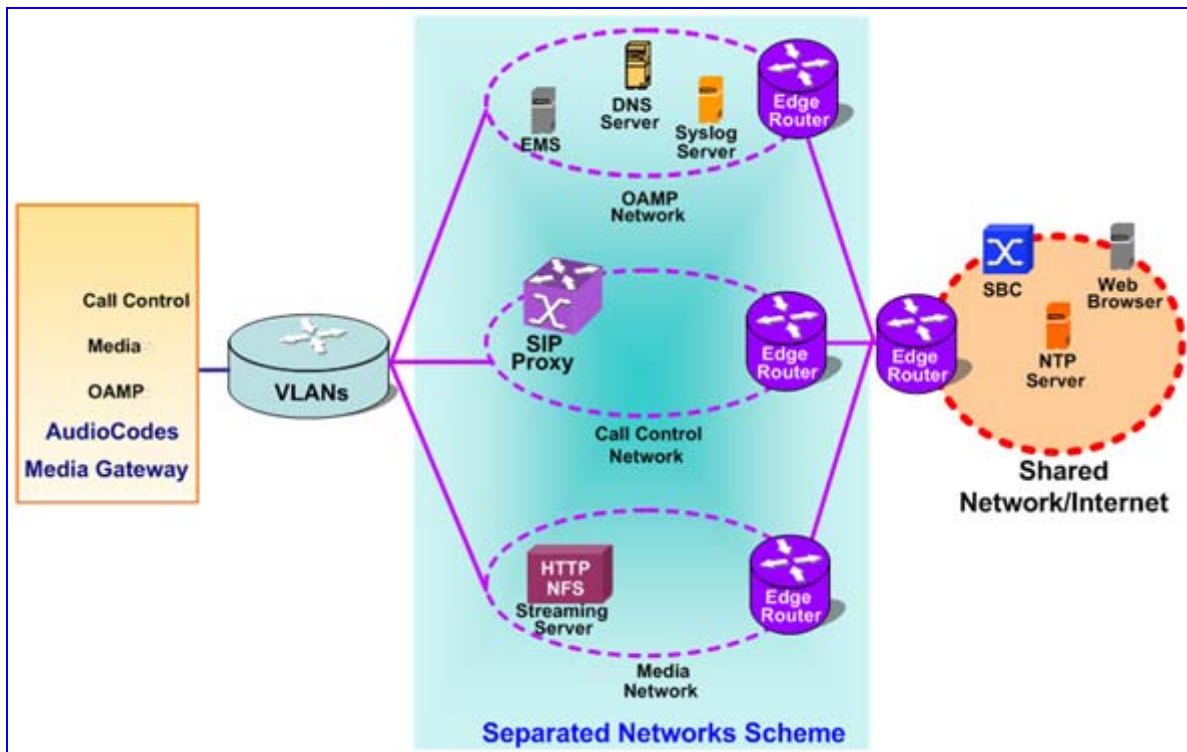 Call Control
Media
OAMP
AudioCodes
Media Gateway
VLANs
EMS
DNS
Server
Syslog
Server
Edge
Router
OAMP
Network
SIP
Proxy
Edge
Router
Call Control
Network
HTTP
NFS
Streaming
Server
Edge
Router
Media
Network
Separated Networks Scheme
Edge
Router
SBC
Web
Browser
NTP
Server
Shared
Network/Internet